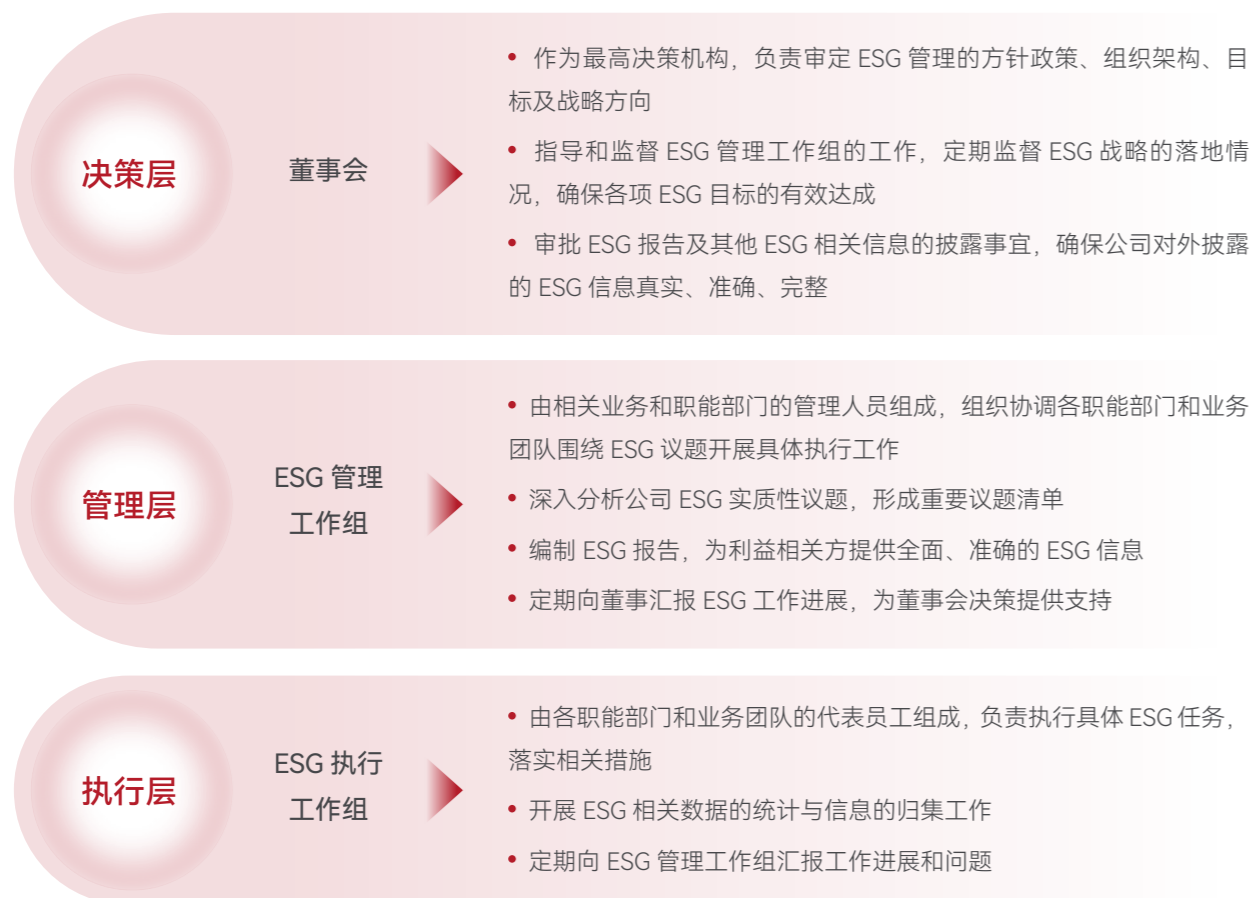 决策层
董事会
• 作为最高决策机构，负责审定 ESG 管理的方针政策、组织架构、目
标及战略方向
• 指导和监督 ESG 管理工作组的工作，定期监督 ESG 战略的落地情
况，确保各项 ESG 目标的有效达成
• 审批 ESG 报告及其他 ESG 相关信息的披露事宜，确保公司对外披露
的 ESG 信息真实、准确、完整
管理层
ESG 管理
工作组
• 由相关业务和职能部门的管理人员组成，组织协调各职能部门和业务
团队围绕 ESG 议题开展具体执行工作
• 深入分析公司 ESG 实质性议题，形成重要议题清单
• 编制 ESG 报告，为利益相关方提供全面、准确的 ESG 信息
• 定期向董事汇报 ESG 工作进展，为董事会决策提供支持
执行层
ESG 执行
工作组
• 由各职能部门和业务团队的代表员工组成，负责执行具体 ESG 任务，
落实相关措施
• 开展 ESG 相关数据的统计与信息的归集工作
• 定期向 ESG 管理工作组汇报工作进展和问题